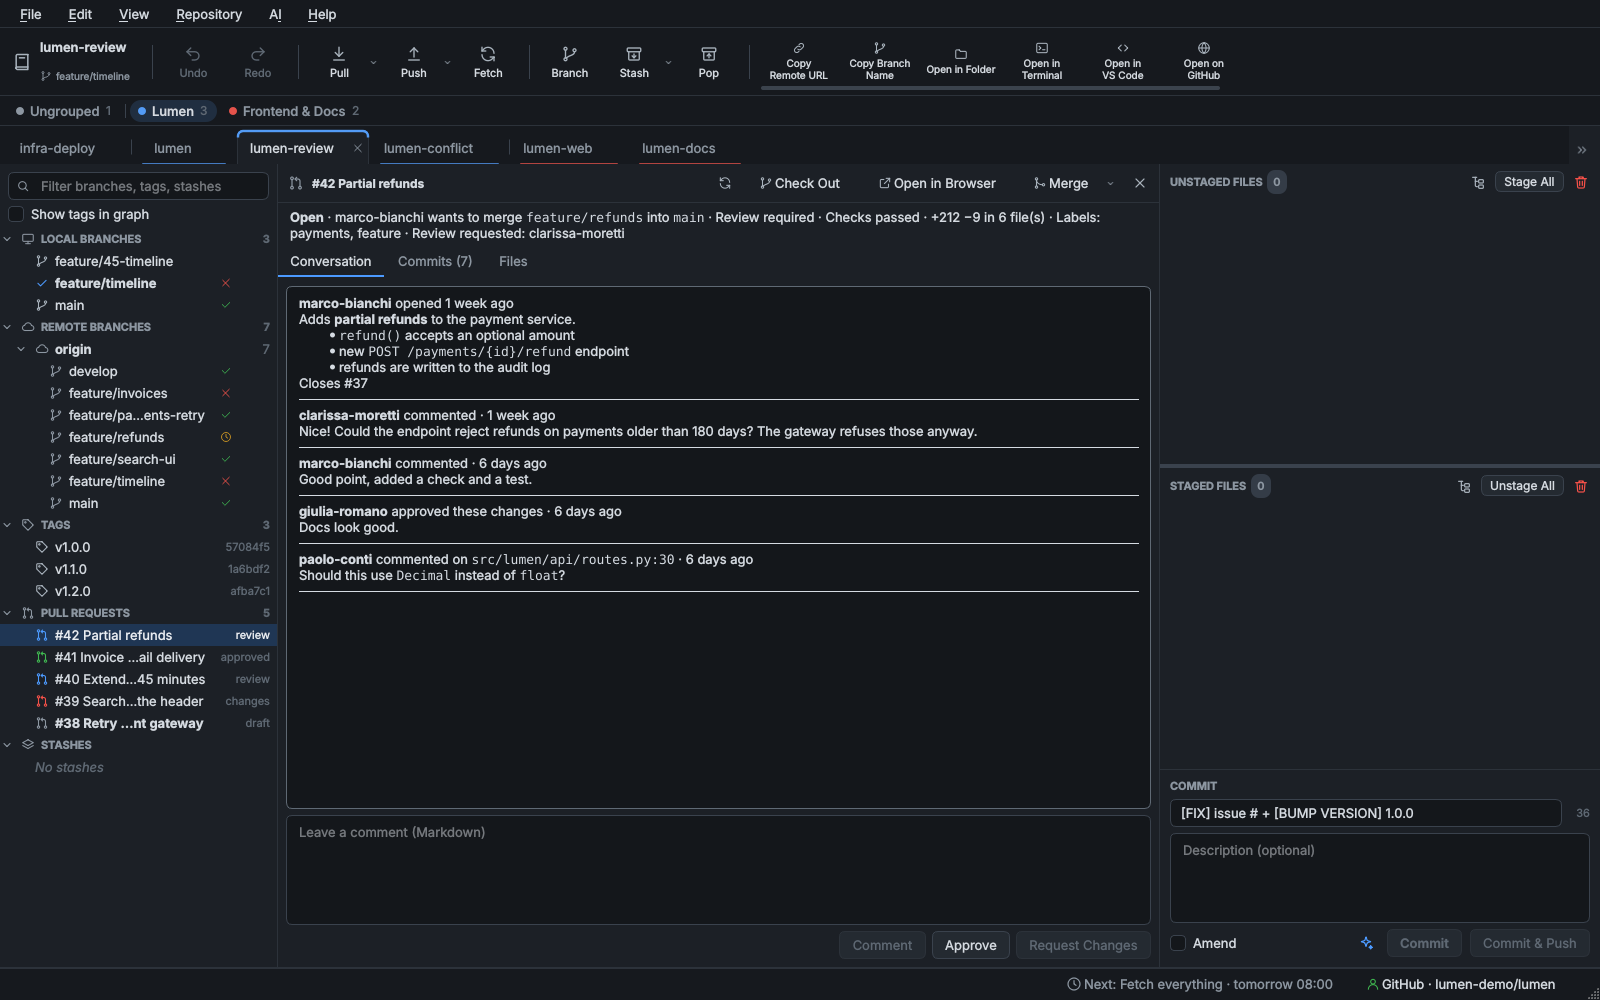 File Edit View Repository AI Help
lumen-review
feature/timeline
Undo Redo Pull Push Fetch Branch Stash Pop
Copy Remote URL
Copy Branch Name
Open in Folder
Open in Terminal
Open in VS Code
Open on GitHub
Ungrouped 1 Lumen 3 Frontend & Docs 2
infra-deploy lumen lumen-review lumen-conflict lumen-web lumen-docs
Filter branches, tags, stashes
Show tags in graph
LOCAL BRANCHES 3
feature/45-timeline
feature/timeline
main
REMOTE BRANCHES 7
origin 7
develop
feature/invoices
feature/pa...ents-retry
feature/refunds
feature/search-ui
feature/timeline
main
TAGS 3
v1.0.0 57084f5
v1.1.0 1a6bdf2
v1.2.0 afba7c1
PULL REQUESTS 5
#42 Partial refunds review
#41 Invoice ...ail delivery approved
#40 Extend...45 minutes review
#39 Search...the header changes
#38 Retry ...nt gateway draft
STASHES
No stashes
#42 Partial refunds Check Out Open in Browser Merge
Open · marco-bianchi wants to merge feature/refunds into main · Review required · Checks passed · +212 −9 in 6 file(s) · Labels:
payments, feature · Review requested: clarissa-moretti
Conversation Commits (7) Files
marco-bianchi opened 1 week ago
Adds partial refunds to the payment service.
• refund() accepts an optional amount
• new POST /payments/{id}/refund endpoint
• refunds are written to the audit log
Closes #37
clarissa-moretti commented · 1 week ago
Nice! Could the endpoint reject refunds on payments older than 180 days? The gateway refuses those anyway.
marco-bianchi commented · 6 days ago
Good point, added a check and a test.
giulia-romano approved these changes · 6 days ago
Docs look good.
paolo-conti commented on src/lumen/api/routes.py:30 · 6 days ago
Should this use Decimal instead of float?
Leave a comment (Markdown)
Comment Approve Request Changes
UNSTAGED FILES 0 Stage All
STAGED FILES 0 Unstage All
COMMIT
[FIX] issue # + [BUMP VERSION] 1.0.0 36
Description (optional)
Amend Commit Commit & Push
Next: Fetch everything · tomorrow 08:00 GitHub · lumen-demo/lumen